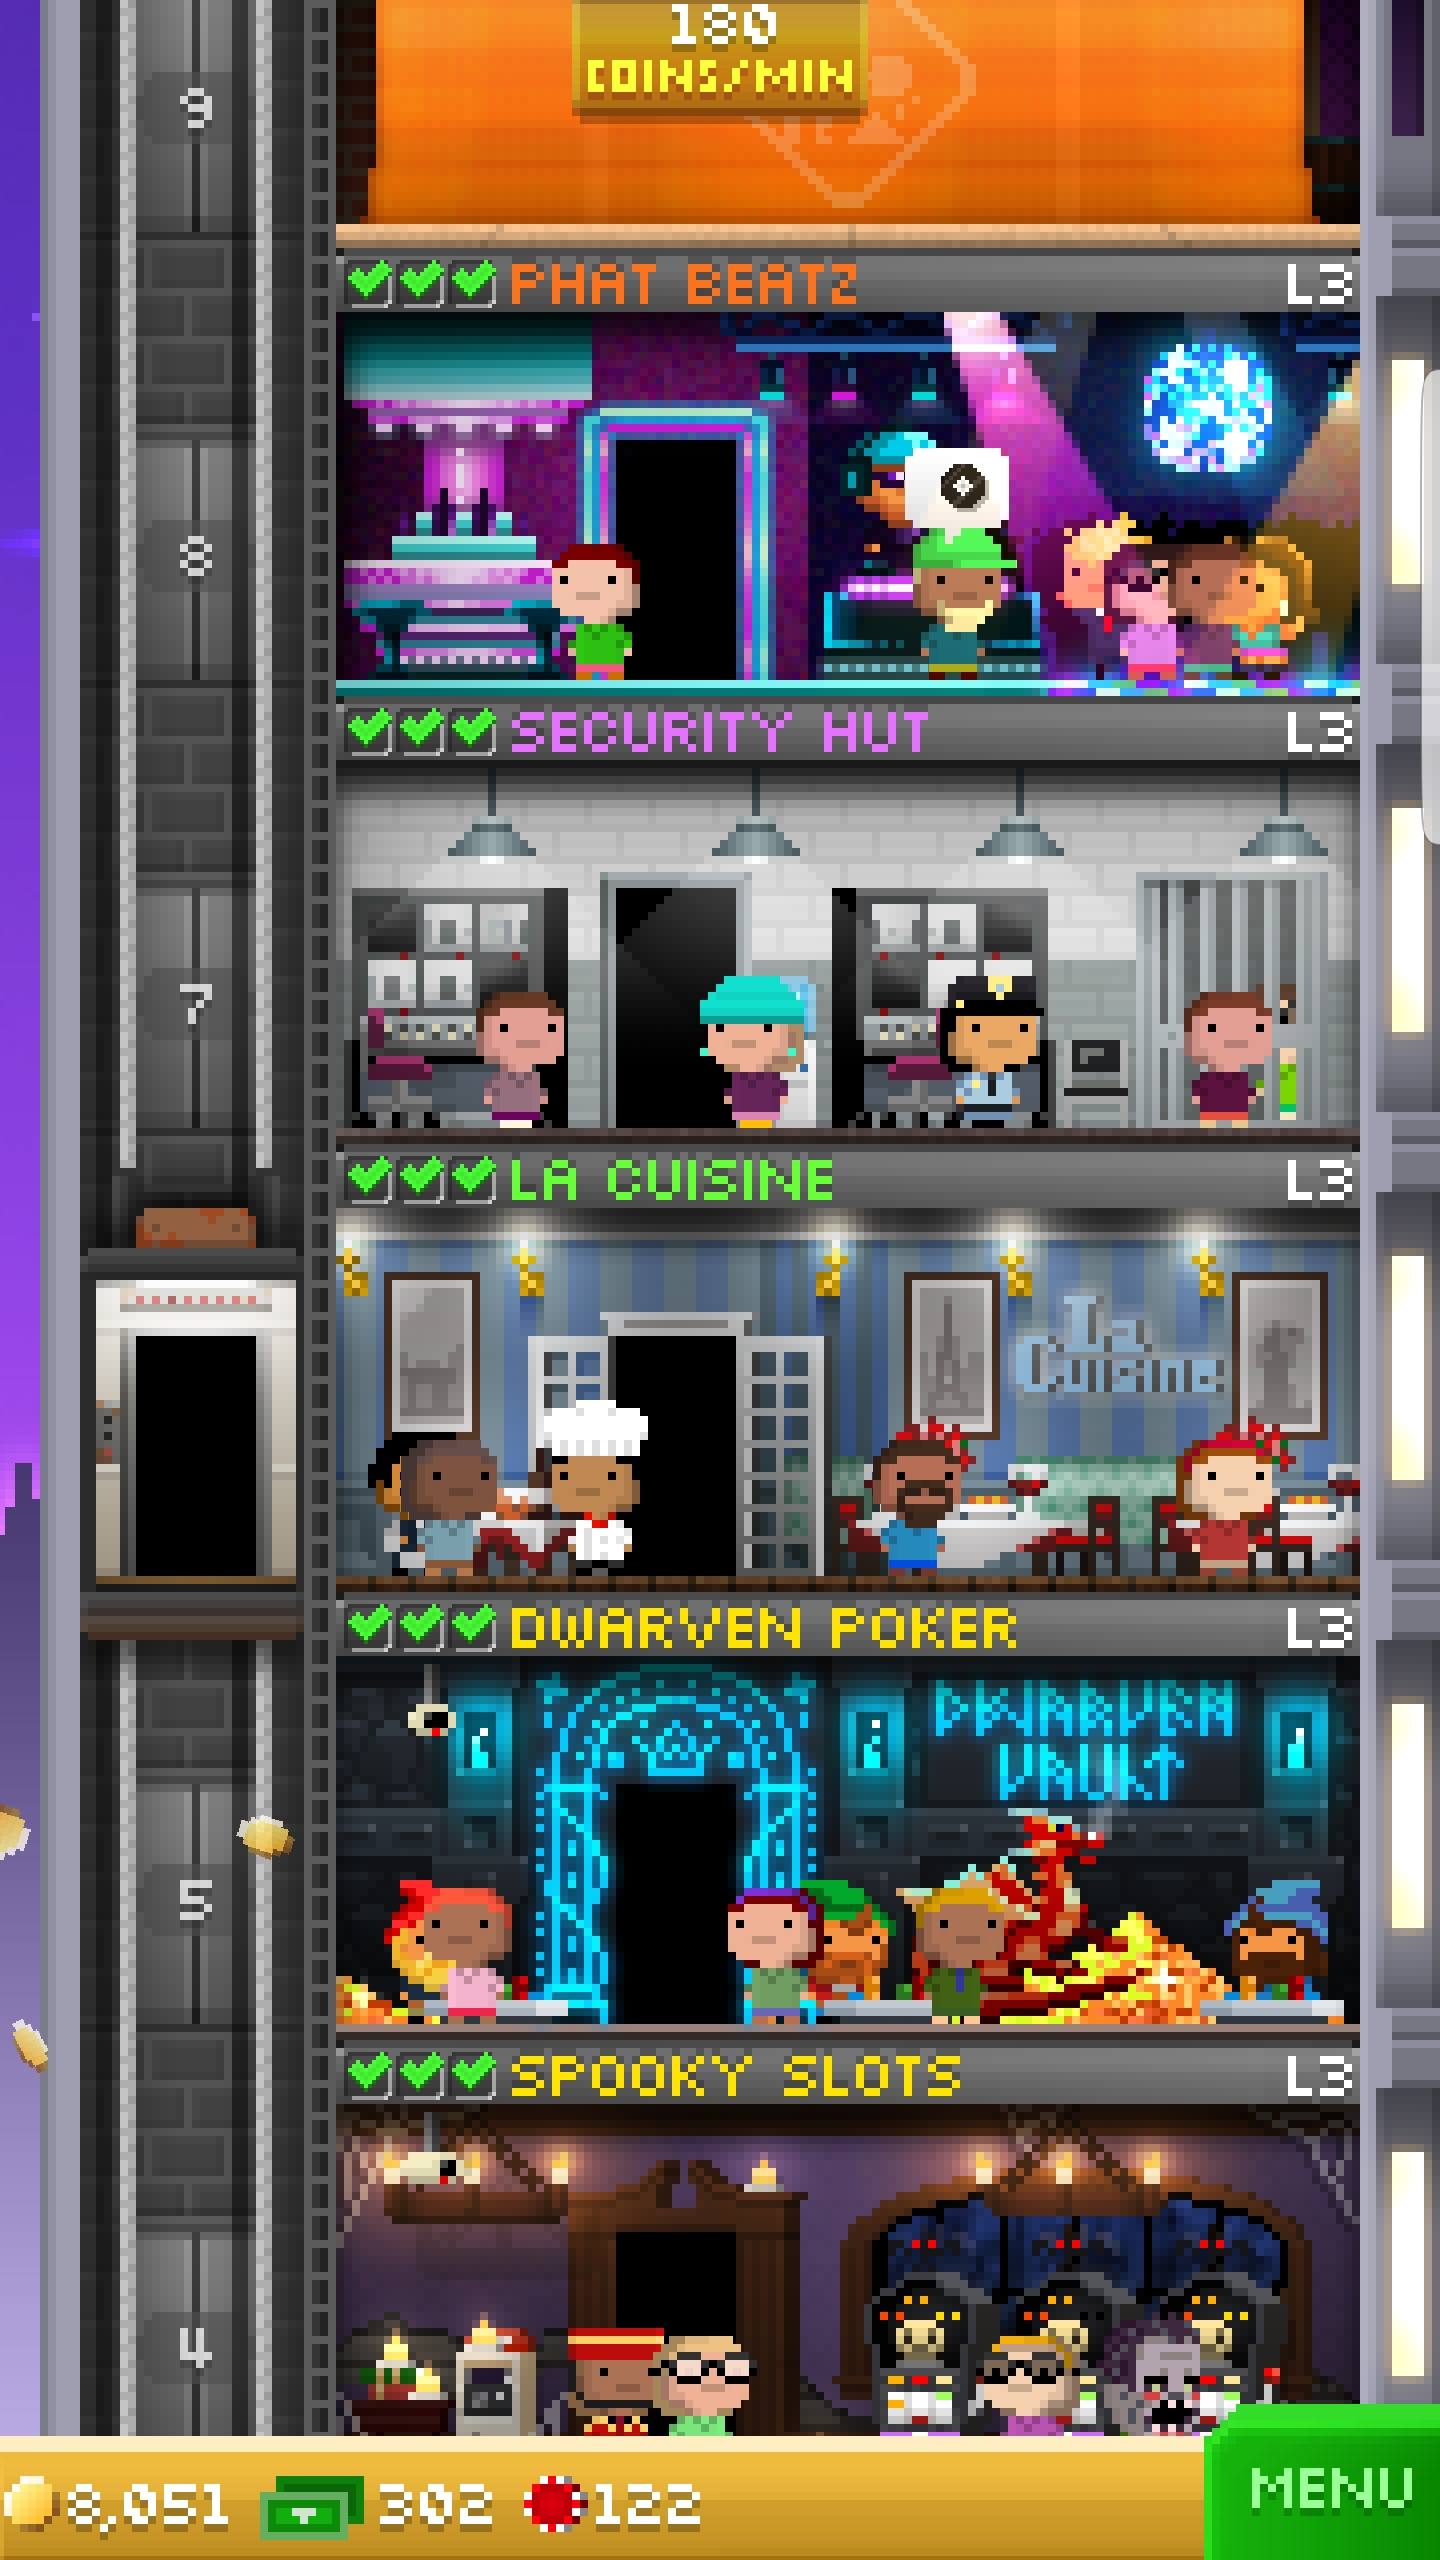 180
COINS/MIN
9
PHAT BEATZ L3
8
SECURITY HUT L3
7
LA CUISINE L3
La
Cuisine
DWARVEN POKER L3
DWARVEN
VAULT
5
SPOOKY SLOTS L3
4
8,051 302 122 MENU